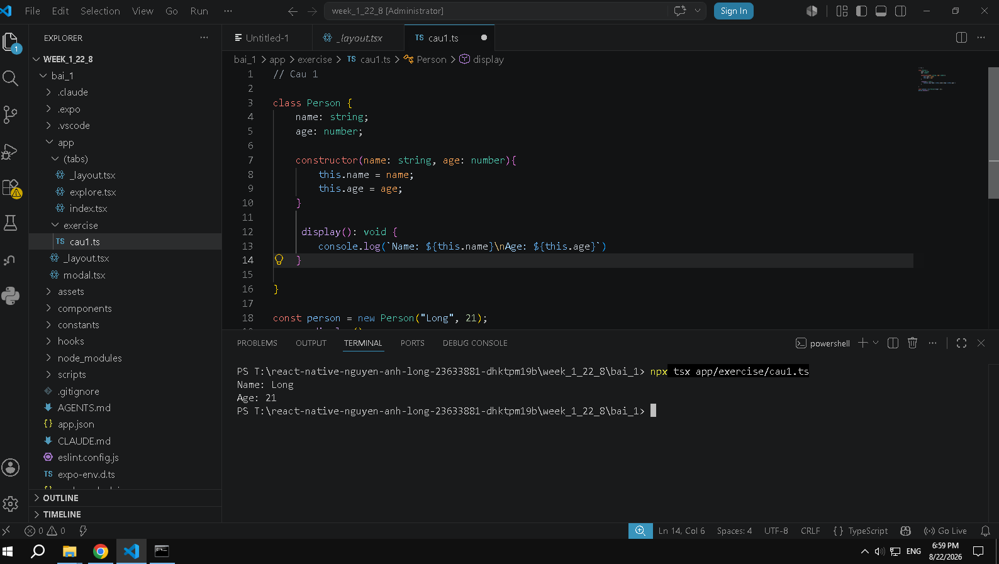 File Edit Selection View Go Run ··· week_1_22_8 [Administrator] Sign In
EXPLORER ···
WEEK_1_22_8
bai_1
.claude
.expo
.vscode
app
(tabs)
_layout.tsx
explore.tsx
index.tsx
exercise
TS cau1.ts
_layout.tsx
modal.tsx
assets
components
constants
hooks
node_modules
scripts
.gitignore
AGENTS.md
{} app.json
CLAUDE.md
eslint.config.js
TS expo-env.d.ts
OUTLINE
TIMELINE
1
Untitled-1 _layout.tsx TS cau1.ts
bai_1 > app > exercise > TS cau1.ts > Person > display
1 // Cau 1
2
3 class Person {
4 name: string;
5 age: number;
6
7 constructor(name: string, age: number){
8 this.name = name;
9 this.age = age;
10 }
11
12 display(): void {
13 console.log(`Name: ${this.name}\nAge: ${this.age}`)
14 }
15
16 }
17
18 const person = new Person("Long", 21);
PROBLEMS OUTPUT TERMINAL PORTS DEBUG CONSOLE powershell
PS T:\react-native-nguyen-anh-long-23633881-dhktpm19b\week_1_22_8\bai_1> npx tsx app/exercise/cau1.ts
Name: Long
Age: 21
PS T:\react-native-nguyen-anh-long-23633881-dhktpm19b\week_1_22_8\bai_1>
0 0 Ln 14, Col 6 Spaces: 4 UTF-8 CRLF {} TypeScript Go Live
ENG 6:59 PM
8/22/2026